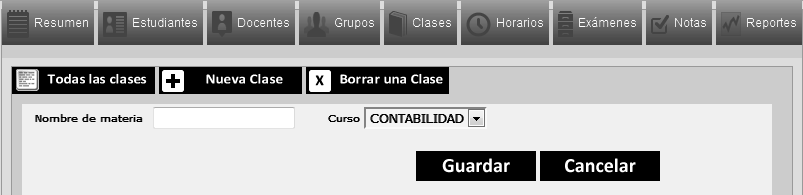 Resumen Estudiantes Docentes Grupos Clases Horarios Exámenes Notas Reportes
Todas las clases Nueva Clase X Borrar una Clase
Nombre de materia Curso CONTABILIDAD
Guardar Cancelar